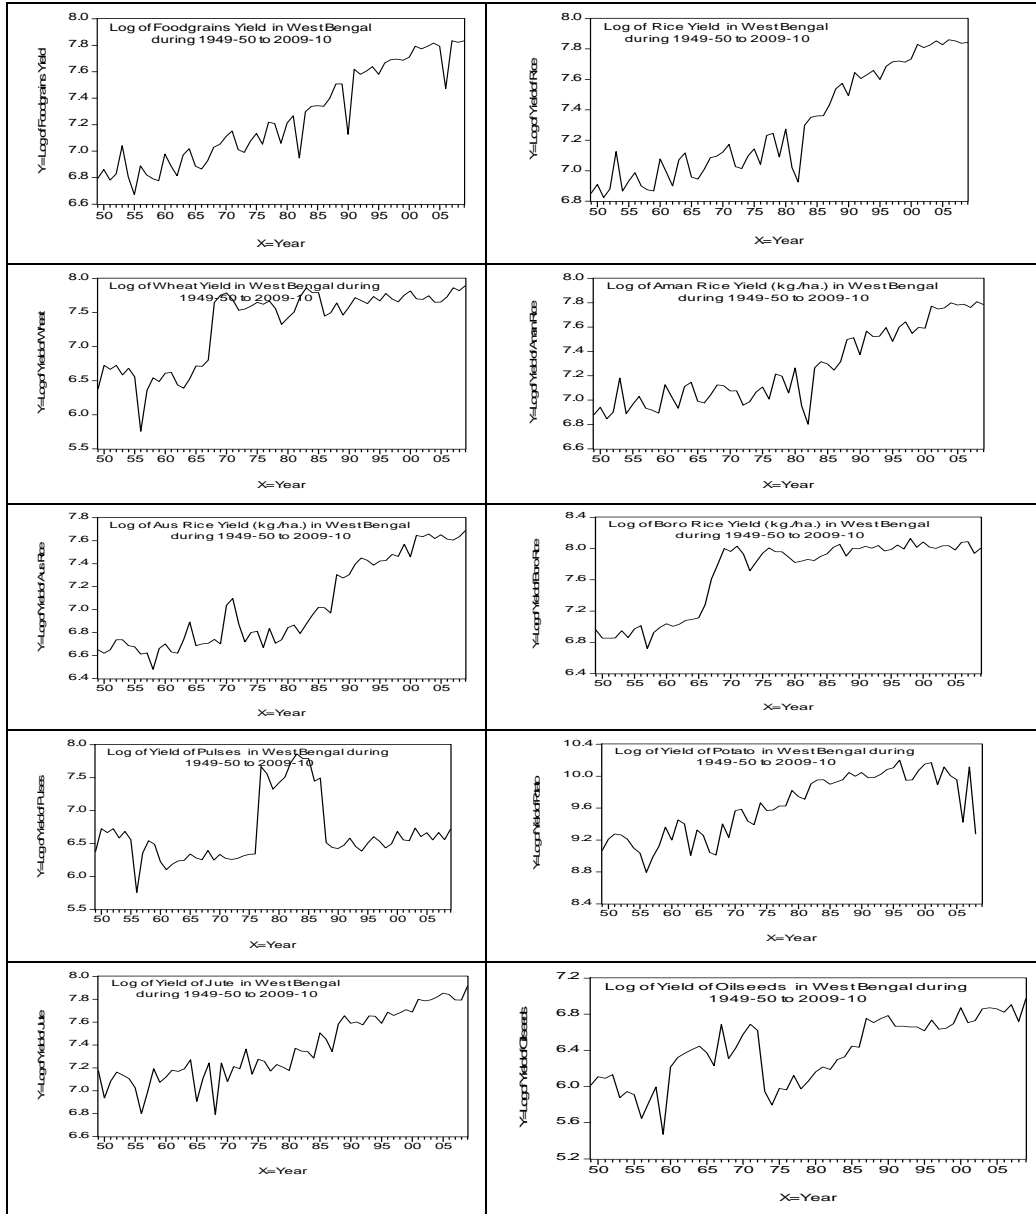 Log of Foodgrains Yield in West Bengal
during 1949-50 to 2009-10
Y=Log of Foodgrains Yield
8.0
7.8
7.6
7.4
7.2
7.0
6.8
6.6
50 55 60 65 70 75 80 85 90 95 00 05
X=Year
Log of Rice Yield in West Bengal
during 1949-50 to 2009-10
Y=Log of Yield of Rice
8.0
7.8
7.6
7.4
7.2
7.0
6.8
50 55 60 65 70 75 80 85 90 95 00 05
X=Year
Log of Wheat Yield in West Bengal during
1949-50 to 2009-10
Y=Log of Yield of Wheat
8.0
7.5
7.0
6.5
6.0
5.5
50 55 60 65 70 75 80 85 90 95 00 05
X=Year
Log of Aman Rice Yield (kg/ha.) in West Bengal
during 1949-50 to 2009-10
Y=Log of Yield of Aman Rice
8.0
7.8
7.6
7.4
7.2
7.0
6.8
6.6
50 55 60 65 70 75 80 85 90 95 00 05
X=Year
Log of Aus Rice Yield (kg/ha.) in West Bengal
during 1949-50 to 2009-10
Y=Log of Yield of Aus Rice
7.8
7.6
7.4
7.2
7.0
6.8
6.6
6.4
50 55 60 65 70 75 80 85 90 95 00 05
X=Year
Log of Boro Rice Yield (kg./ha.) in West Bengal
during 1949-50 to 2009-10
Y=Log of Yield of Boro Rice
8.4
8.0
7.6
7.2
6.8
6.4
50 55 60 65 70 75 80 85 90 95 00 05
X=Year
Log of Yield of Pulses in West Bengal during
1949-50 to 2009-10
Y=Log of Yield of Pulses
8.0
7.5
7.0
6.5
6.0
5.5
50 55 60 65 70 75 80 85 90 95 00 05
X=Year
Log of Yield of Potato in West Bengal during
1949-50 to 2009-10
Y=Log of Yield of Potato
10.4
10.0
9.6
9.2
8.8
8.4
50 55 60 65 70 75 80 85 90 95 00 05
X=Year
Log of Yield of Jute in West Bengal
during 1949-50 to 2009-10
Y=Log of Yield of Jute
8.0
7.8
7.6
7.4
7.2
7.0
6.8
6.6
50 55 60 65 70 75 80 85 90 95 00 05
X=Year
Log of Yield of Oilseeds in West Bengal during
1949-50 to 2009-10
Y=Log of Yield of Oilseeds
7.2
6.8
6.4
6.0
5.6
5.2
50 55 60 65 70 75 80 85 90 95 00 05
X=Year